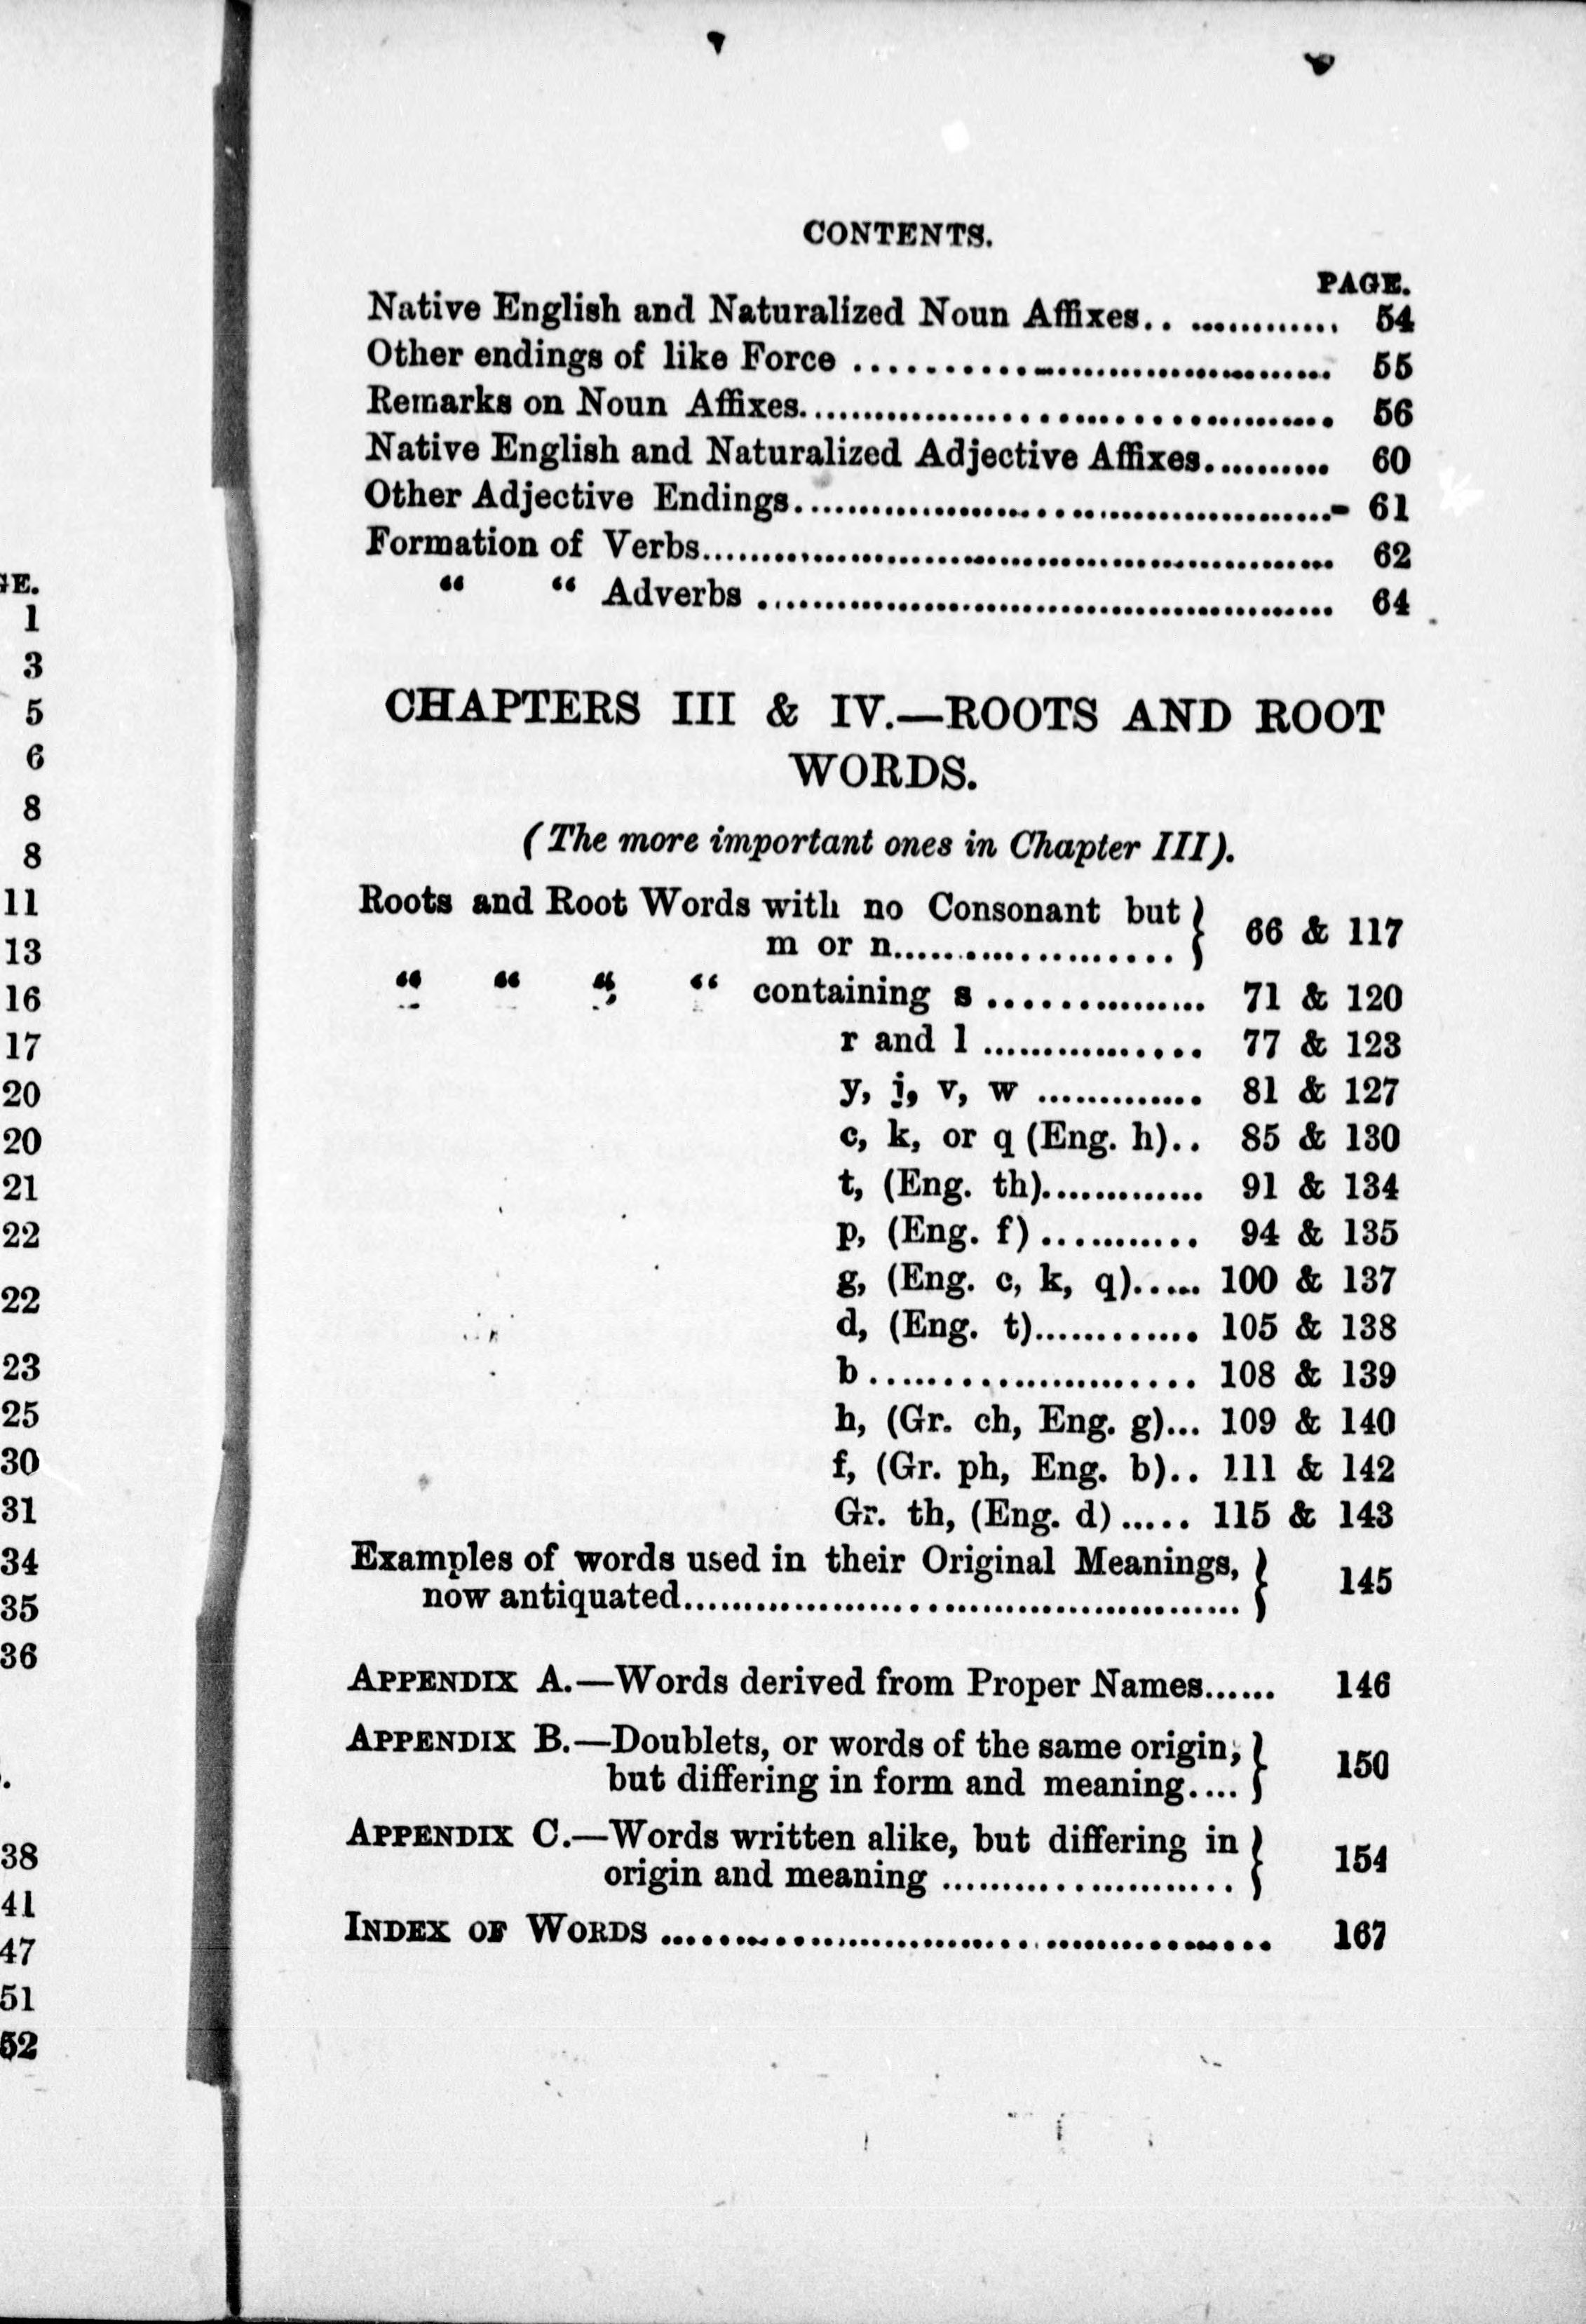 GE.
1
3
5
6
8
8
11
13
16
17
20
20
21
22
22
23
25
30
31
34
35
36
38
41
47
51
52
CONTENTS.
PAGE.
Native English and Naturalized Noun Affixes.. ............ 54
Other endings of like Force .......................................... 55
Remarks on Noun Affixes.......................................... 56
Native English and Naturalized Adjective Affixes.......... 60
Other Adjective Endings.............................................- 61
Formation of Verbs..................................................... 62
“ “ Adverbs .................................................. 64
CHAPTERS III & IV.—ROOTS AND ROOT
WORDS.
(The more important ones in Chapter III).
Roots and Root Words with no Consonant but } 66 & 117
m or n........................
“ “ “ “ containing s .................. 71 & 120
r and l .................. 77 & 123
y, j, v, w .............. 81 & 127
c, k, or q (Eng. h).. 85 & 130
t, (Eng. th)............. 91 & 134
p, (Eng. f) ............ 94 & 135
g, (Eng. c, k, q)..... 100 & 137
d, (Eng. t)............. 105 & 138
b........................... 108 & 139
h, (Gr. ch, Eng. g)... 109 & 140
f, (Gr. ph, Eng. b).. 111 & 142
Gr. th, (Eng. d) ..... 115 & 143
Examples of words used in their Original Meanings, } 145
now antiquated..............................................
APPENDIX A.—Words derived from Proper Names...... 146
APPENDIX B.—Doublets, or words of the same origin, } 150
but differing in form and meaning....
APPENDIX C.—Words written alike, but differing in } 154
origin and meaning ........................
INDEX OF WORDS .................................................. 167